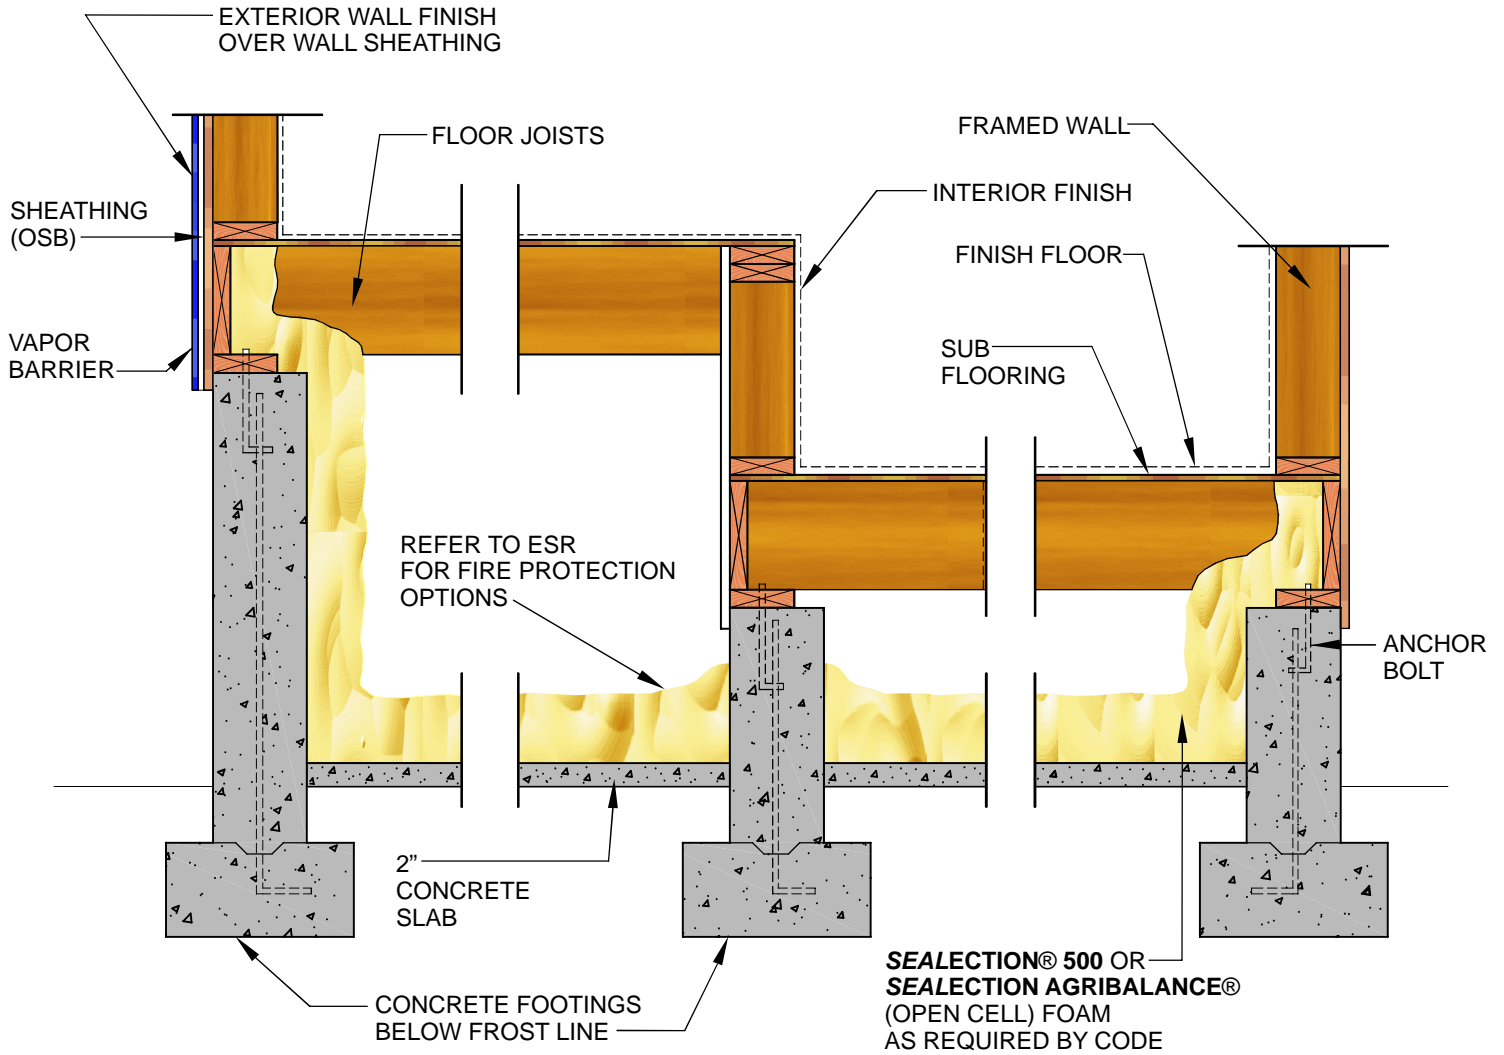 EXTERIOR WALL FINISH
OVER WALL SHEATHING
FLOOR JOISTS
FRAMED WALL
INTERIOR FINISH
SHEATHING
(OSB)
FINISH FLOOR
VAPOR
BARRIER
SUB
FLOORING
REFER TO ESR
FOR FIRE PROTECTION
OPTIONS
ANCHOR
BOLT
2”
CONCRETE
SLAB
SEALECTION® 500 OR
SEALECTION AGRIBALANCE®
(OPEN CELL) FOAM
AS REQUIRED BY CODE
CONCRETE FOOTINGS
BELOW FROST LINE